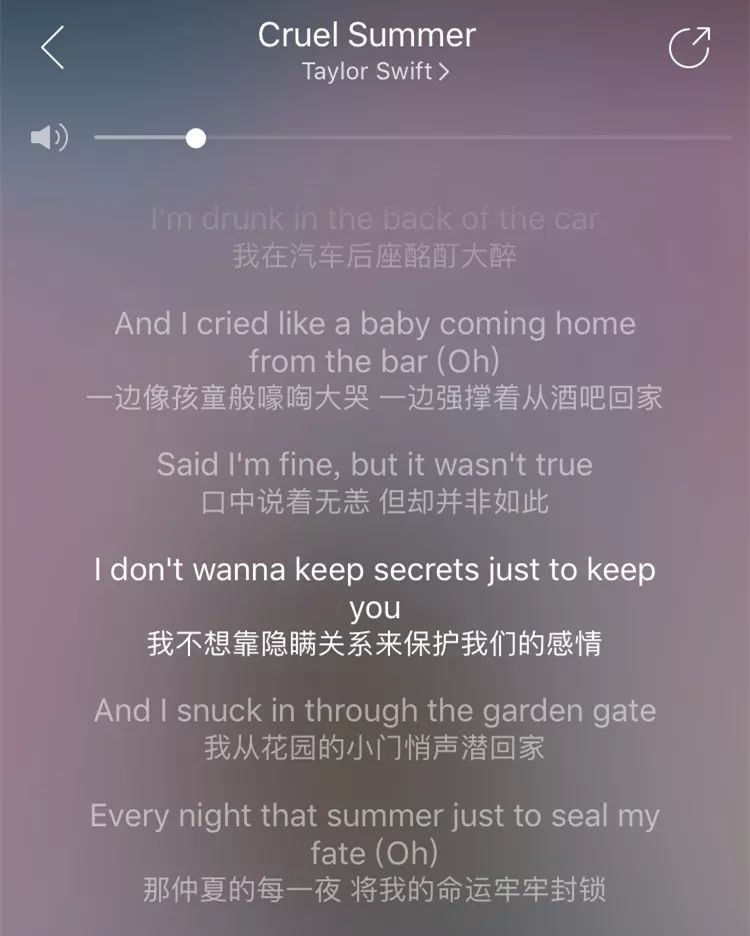 Cruel Summer
Taylor Swift >
I'm drunk in the back of the car
我在汽车后座酩酊大醉
And I cried like a baby coming home
from the bar (Oh)
一边像孩童般嚎啕大哭 一边强撑着从酒吧回家
Said I'm fine, but it wasn't true
口中说着无恙 但却并非如此
I don't wanna keep secrets just to keep
you
我不想靠隐瞒关系来保护我们的感情
And I snuck in through the garden gate
我从花园的小门悄声潜回家
Every night that summer just to seal my
fate (Oh)
那仲夏的每一夜 将我的命运牢牢封锁